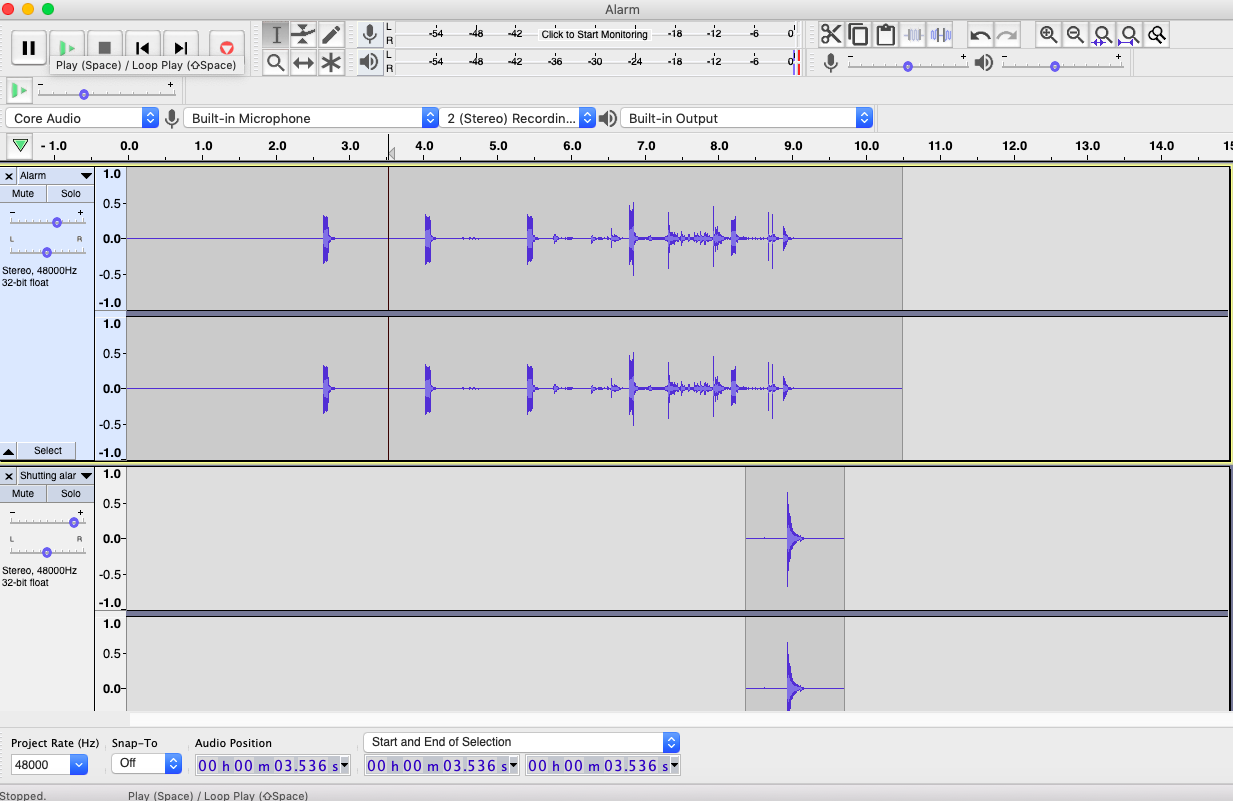 Alarm
L
R
-54 -48 -42 Click to Start Monitoring -18 -12 -6 0
Play (Space) / Loop Play (⇧Space)
L
R
-54 -48 -42 -36 -30 -24 -18 -12 -6 0
- +
- +
- +
Core Audio
Built-in Microphone
2 (Stereo) Recordin...
Built-in Output
- 1.0 0.0 1.0 2.0 3.0 4.0 5.0 6.0 7.0 8.0 9.0 10.0 11.0 12.0 13.0 14.0 15
× Alarm
Mute Solo
- +
L R
Stereo, 48000Hz
32-bit float
Select
1.0
0.5-
0.0-
-0.5-
-1.0
1.0
0.5-
0.0-
-0.5-
-1.0
× Shutting alar
Mute Solo
- +
L R
Stereo, 48000Hz
32-bit float
1.0
0.5-
0.0-
-0.5-
-1.0
1.0
0.5-
0.0-
Project Rate (Hz)
48000
Snap-To
Off
Audio Position
00 h 00 m 03.536 s
Start and End of Selection
00 h 00 m 03.536 s
00 h 00 m 03.536 s
Stopped.
Play (Space) / Loop Play (⇧Space)